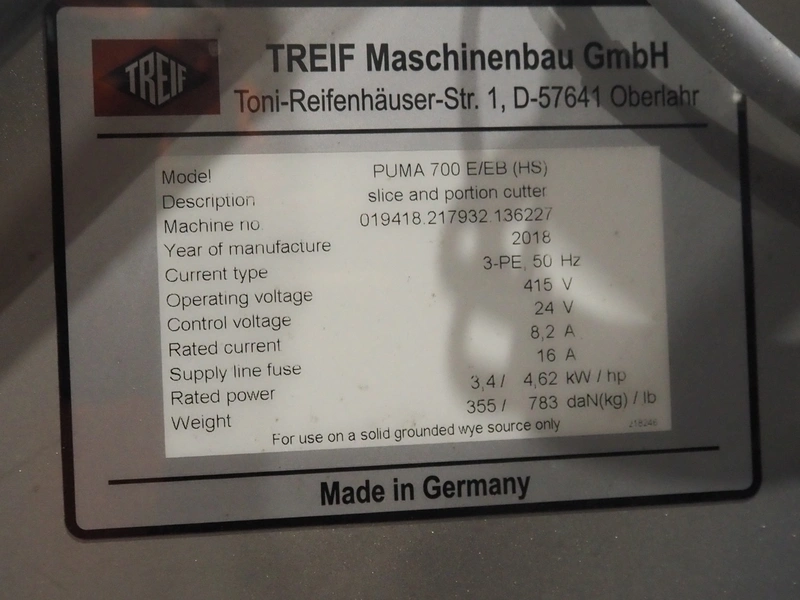 TREIF
TREIF Maschinenbau GmbH
Toni-Reifenhäuser-Str. 1, D-57641 Oberlahr
Model PUMA 700 E/EB (HS)
Description slice and portion cutter
Machine no. 019418.217932.136227
Year of manufacture 2018
Current type 3-PE, 50 Hz
Operating voltage 415 V
Control voltage 24 V
Rated current 8,2 A
Supply line fuse 16 A
Rated power 3,4 / 4,62 kW / hp
Weight 355 / 783 daN(kg) / lb
For use on a solid grounded wye source only
Made in Germany